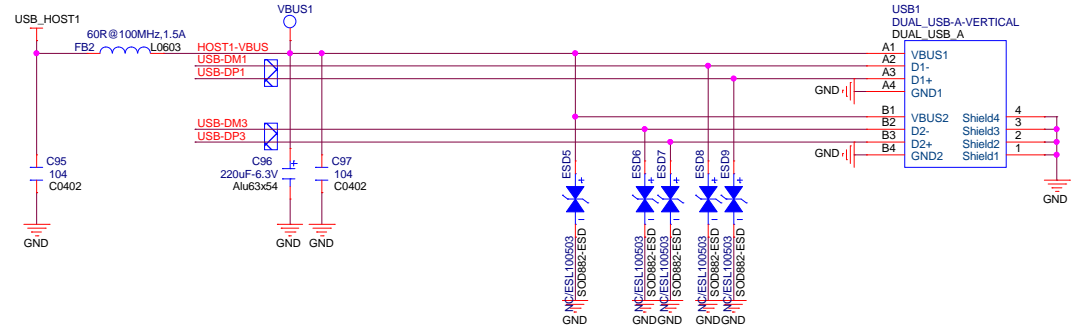 USB_HOST1
60R@100MHz,1.5A
FB2
L0603
VBUS1
HOST1-VBUS
USB-DM1
USB-DP1
USB-DM3
USB-DP3
C95
104
C0402
GND
C96
220uF-6.3V
Alu63x54
+
GND
C97
104
C0402
GND
ESD5
+
NC/ESL100503
SOD882-ESD
GND
ESD6
+
NC/ESL100503
SOD882-ESD
GND
ESD7
+
NC/ESL100503
SOD882-ESD
GND
ESD8
+
NC/ESL100503
SOD882-ESD
GND
ESD9
+
NC/ESL100503
SOD882-ESD
GND
USB1
DUAL_USB-A-VERTICAL
DUAL_USB_A
A1 VBUS1
A2 D1-
A3 D1+
GND A4 GND1
B1 VBUS2 Shield4 4
B2 D2- Shield3 3
B3 D2+ Shield2 2
GND B4 GND2 Shield1 1
GND